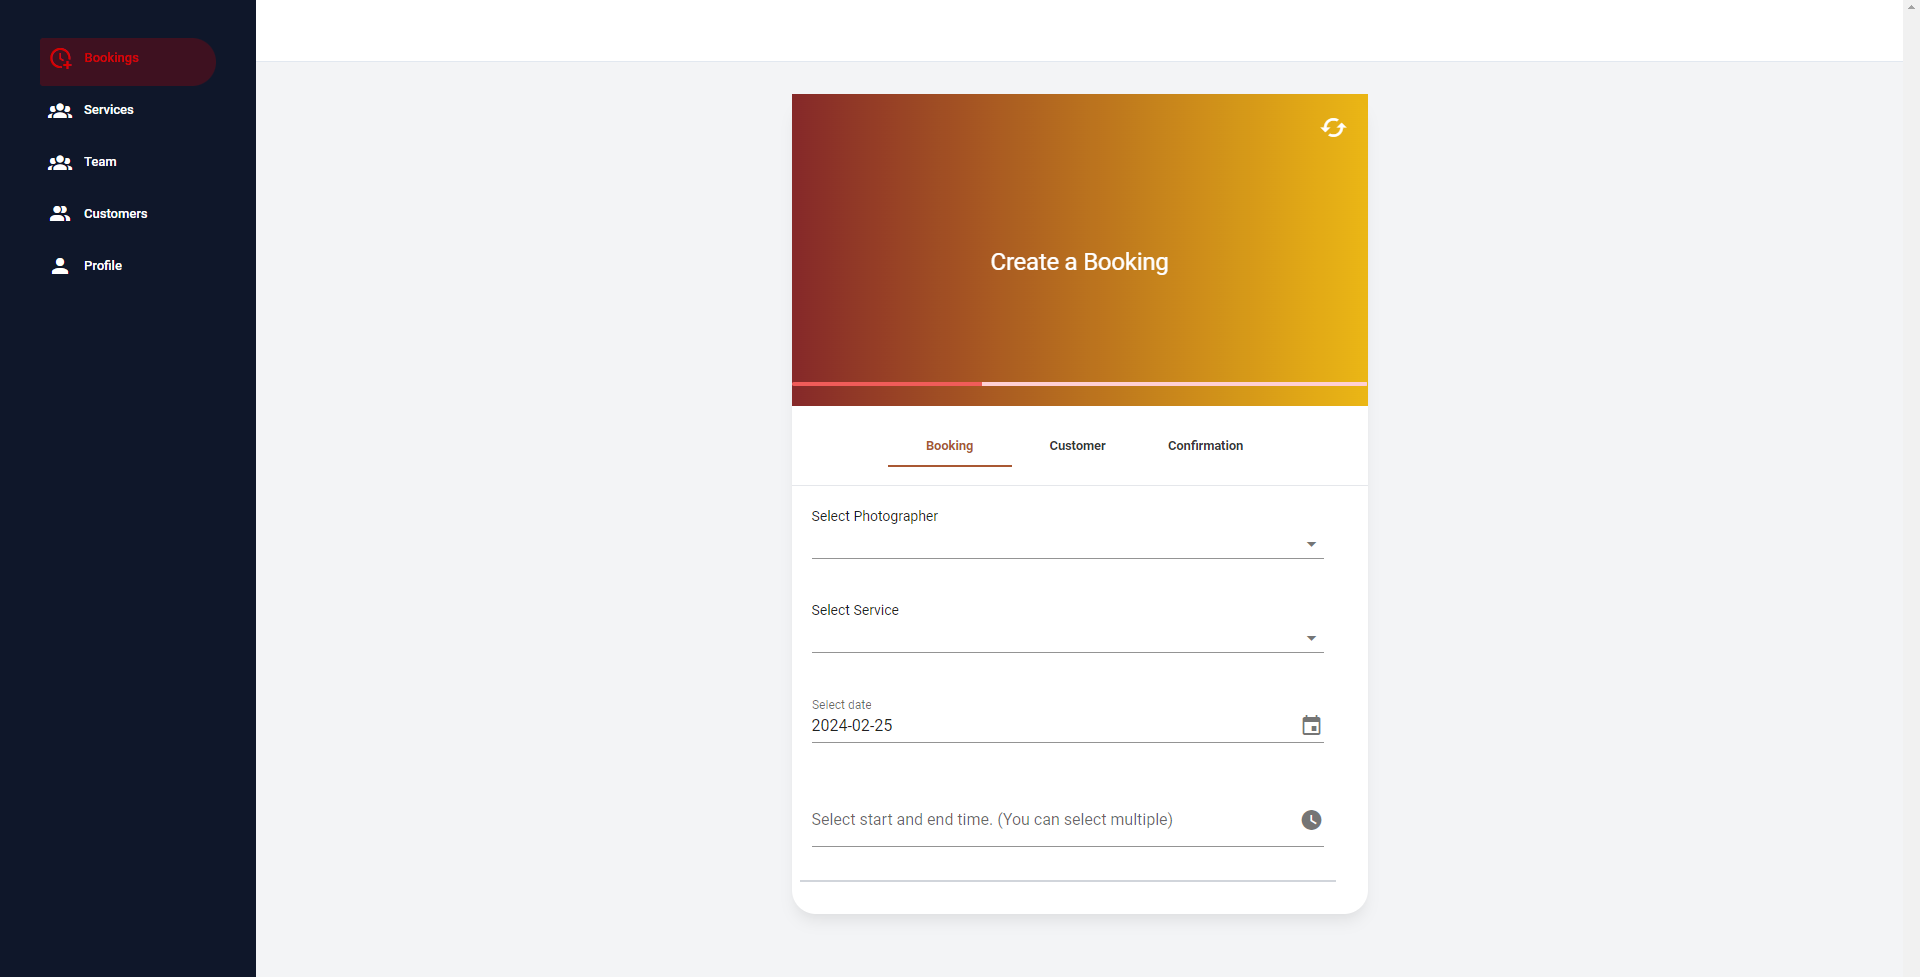 Bookings
Services
Team
Customers
Profile
Create a Booking
Booking Customer Confirmation
Select Photographer
Select Service
Select date
2024-02-25
Select start and end time. (You can select multiple)